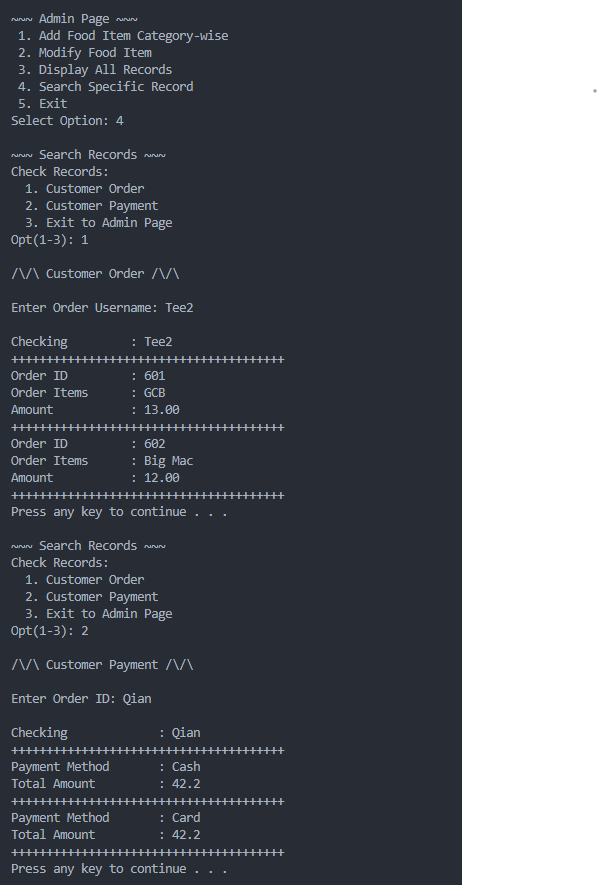 ~~~ Admin Page ~~~
1. Add Food Item Category-wise
2. Modify Food Item
3. Display All Records
4. Search Specific Record
5. Exit
Select Option: 4
~~~ Search Records ~~~
Check Records:
1. Customer Order
2. Customer Payment
3. Exit to Admin Page
Opt(1-3): 1
/\/\ Customer Order /\/\
Enter Order Username: Tee2
Checking : Tee2
+++++++++++++++++++++++++++++++++++++++
Order ID : 601
Order Items : GCB
Amount : 13.00
+++++++++++++++++++++++++++++++++++++++
Order ID : 602
Order Items : Big Mac
Amount : 12.00
+++++++++++++++++++++++++++++++++++++++
Press any key to continue . . .
~~~ Search Records ~~~
Check Records:
1. Customer Order
2. Customer Payment
3. Exit to Admin Page
Opt(1-3): 2
/\/\ Customer Payment /\/\
Enter Order ID: Qian
Checking : Qian
+++++++++++++++++++++++++++++++++++++++
Payment Method : Cash
Total Amount : 42.2
+++++++++++++++++++++++++++++++++++++++
Payment Method : Card
Total Amount : 42.2
+++++++++++++++++++++++++++++++++++++++
Press any key to continue . . .